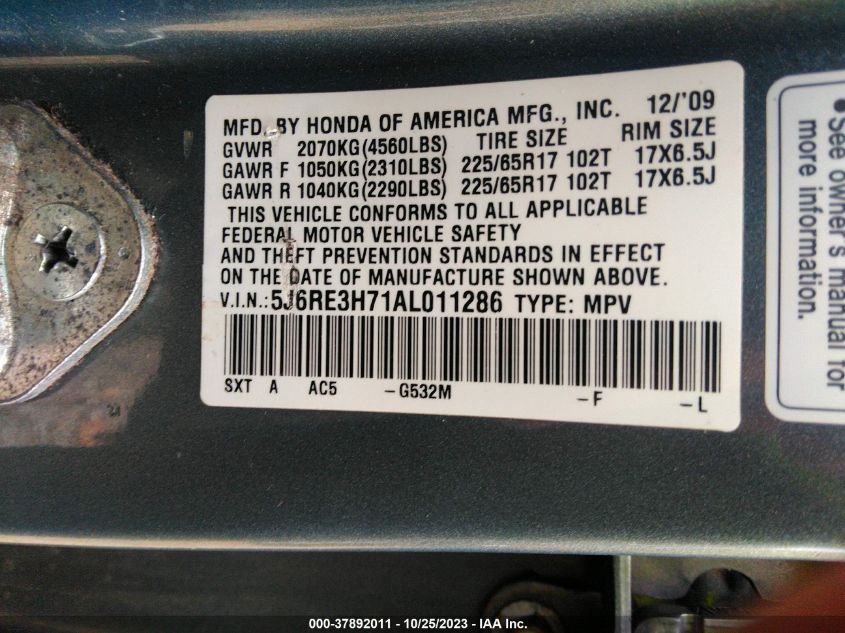 MFD. BY HONDA OF AMERICA MFG., INC. 12/'09
GVWR 2070KG(4560LBS) TIRE SIZE RIM SIZE
GAWR F 1050KG(2310LBS) 225/65R17 102T 17X6.5J
GAWR R 1040KG(2290LBS) 225/65R17 102T 17X6.5J
THIS VEHICLE CONFORMS TO ALL APPLICABLE
FEDERAL MOTOR VEHICLE SAFETY
AND THEFT PREVENTION STANDARDS IN EFFECT
ON THE DATE OF MANUFACTURE SHOWN ABOVE.
V.I.N.:5J6RE3H71AL011286 TYPE: MPV
SXT A AC5 -G532M -F -L
•See owner's manual for
more information.
000-37892011 - 10/25/2023 - IAA Inc.